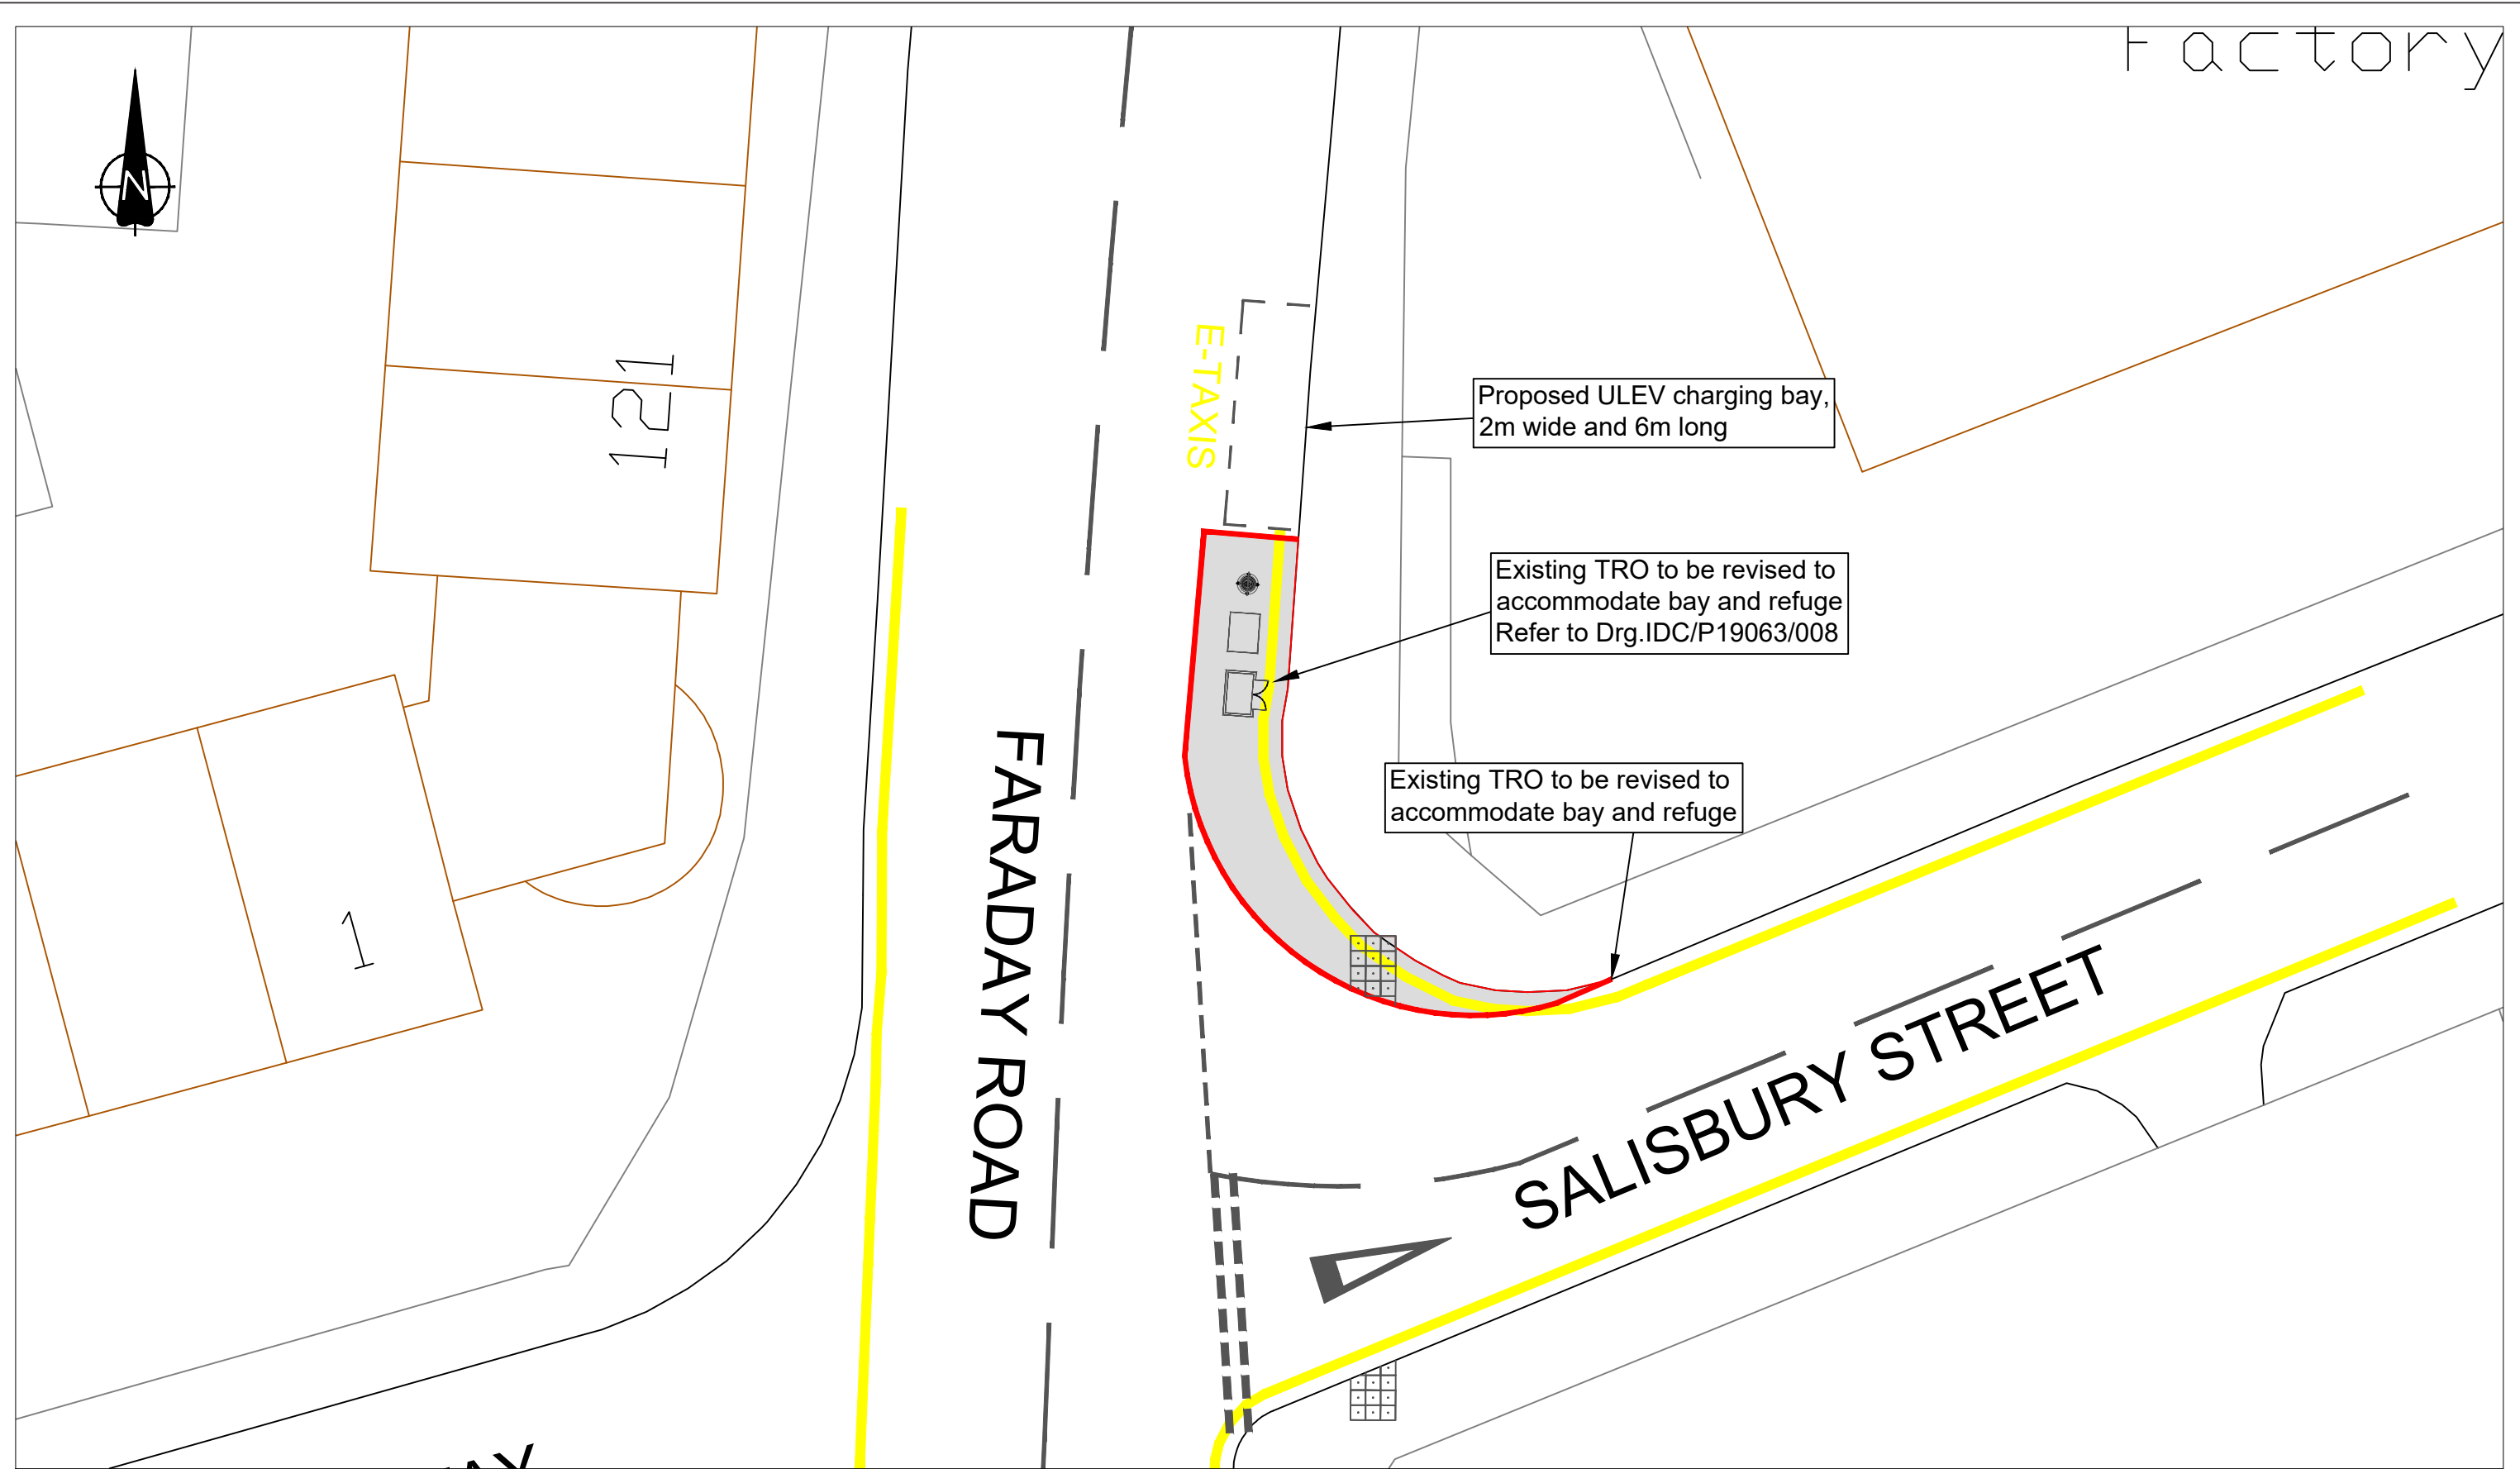 Factory
N
E-TAXIS
121
Proposed ULEV charging bay,
2m wide and 6m long
Existing TRO to be revised to
accommodate bay and refuge
Refer to Drg.IDC/P19063/008
Existing TRO to be revised to
accommodate bay and refuge
FARADAY ROAD
1
SALISBURY STREET